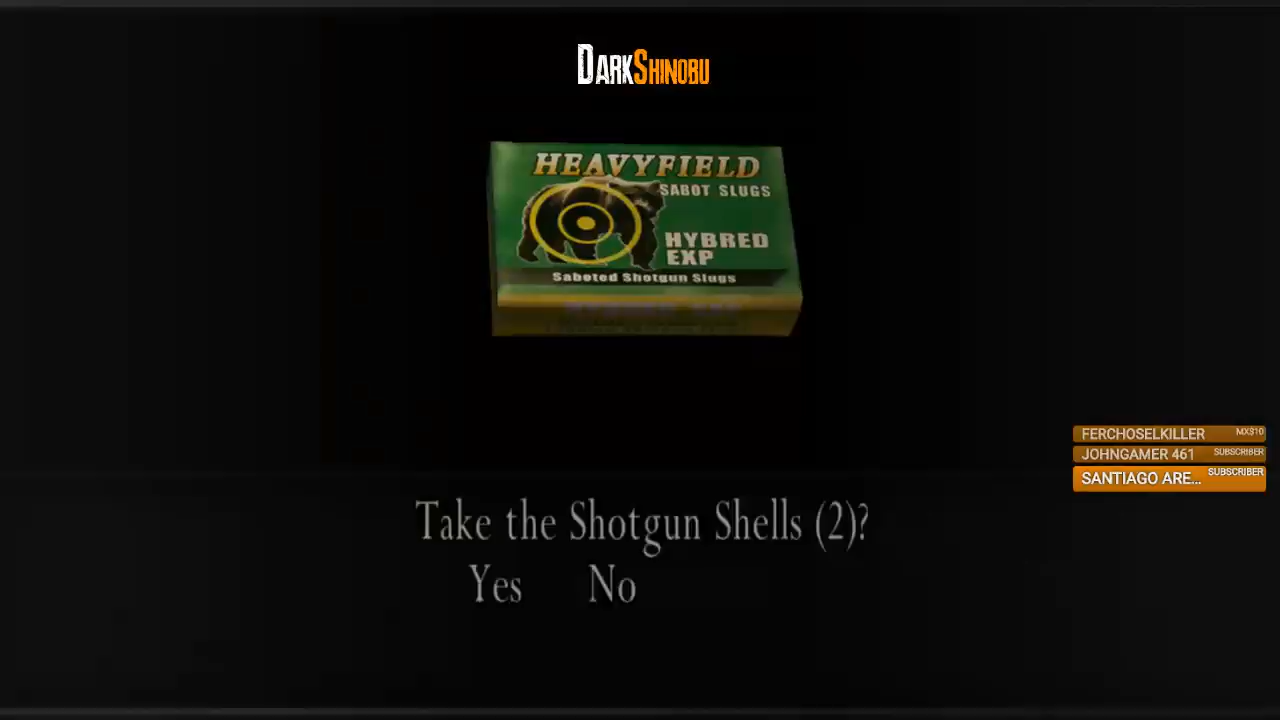 DARKSHINOBU
HEAVYFIELD
SABOT SLUGS
HYBRED
EXP
Saboted Shotgun Slugs
FERCHOSELKILLER MX$10
JOHNGAMER 461 SUBSCRIBER
SANTIAGO ARE... SUBSCRIBER
Take the Shotgun Shells (2)?
Yes No